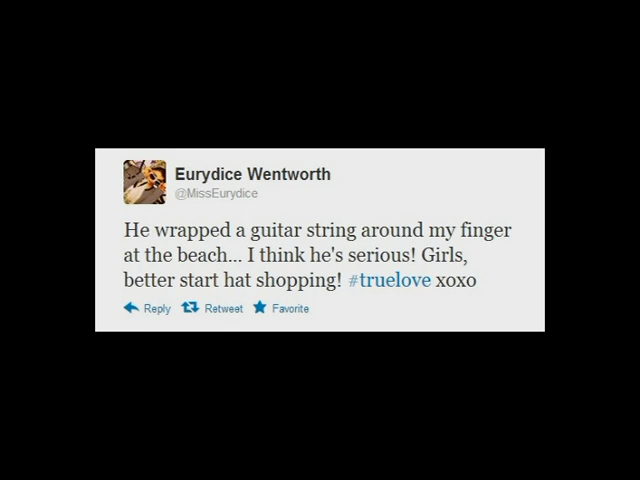 Eurydice Wentworth
@MissEurydice
He wrapped a guitar string around my finger
at the beach... I think he's serious! Girls,
better start hat shopping! #truelove xoxo
Reply Retweet Favorite